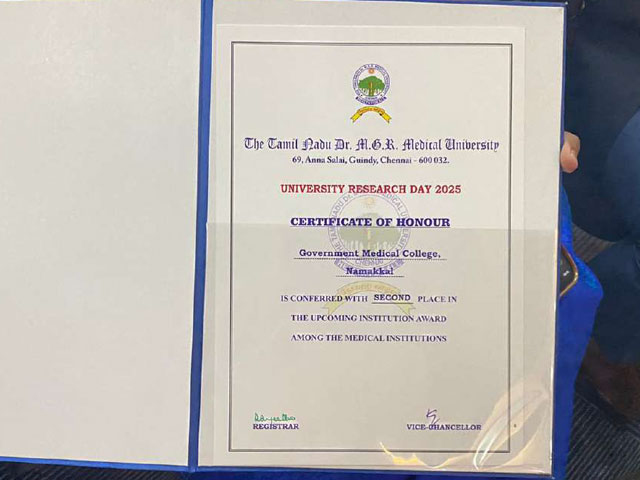 The Tamil Nadu Dr. M.G.R. Medical University
69, Anna Salai, Guindy, Chennai - 600 032.
UNIVERSITY RESEARCH DAY 2025
CERTIFICATE OF HONOUR
Government Medical College,
Namakkal
IS CONFERRED WITH SECOND PLACE IN
THE UPCOMING INSTITUTION AWARD
AMONG THE MEDICAL INSTITUTIONS
REGISTRAR
VICE-CHANCELLOR